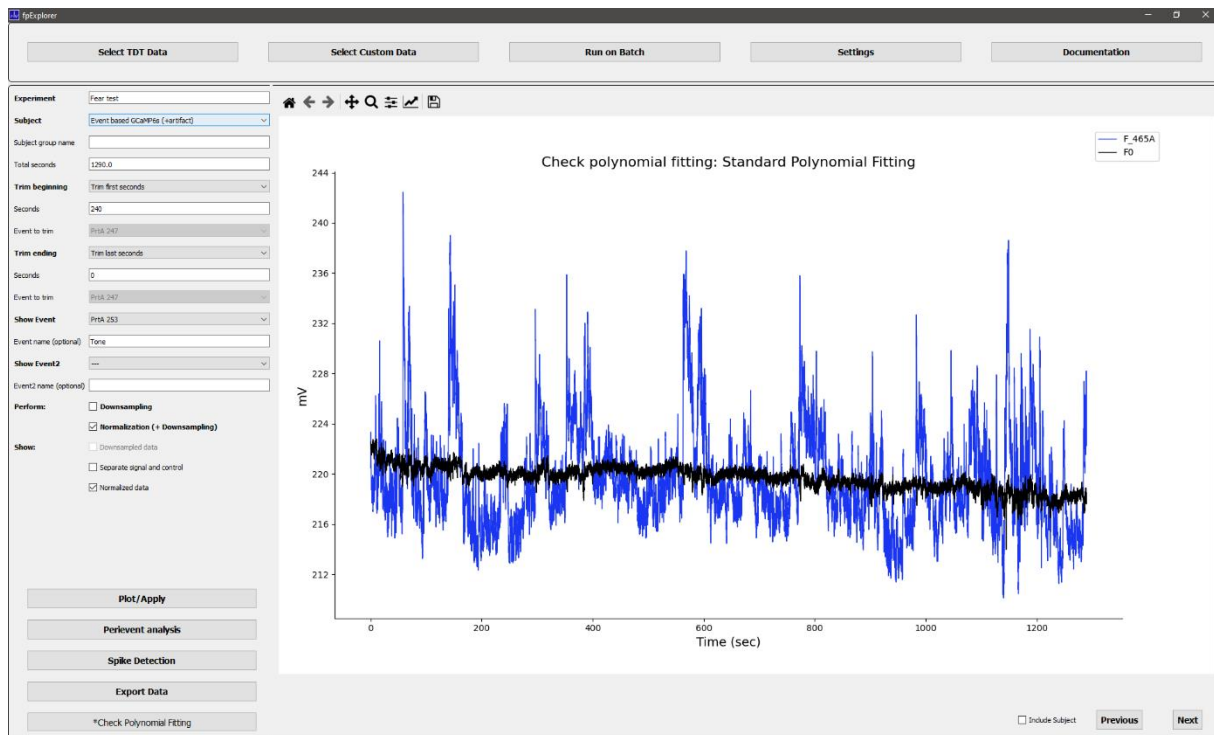 fpExplorer
Select TDT Data
Select Custom Data
Run on Batch
Settings
Documentation
Experiment Fear test
Subject Event based GCaMP6s (+artifact)
Subject group name
Total seconds 1290.0
Trim beginning Trim first seconds
Seconds 240
Event to trim PrtA 247
Trim ending Trim last seconds
Seconds 0
Event to trim PrtA 247
Show Event PrtA 253
Event name (optional) Tone
Show Event2 ---
Event2 name (optional)
Perform: Downsampling
Normalization (+ Downsampling)
Show: Downsampled data
Separate signal and control
Normalized data
Plot/Apply
Perievent analysis
Spike Detection
Export Data
*Check Polynomial Fitting
Check polynomial fitting: Standard Polynomial Fitting
F_465A
F0
244
240
236
232
228
224
220
216
212
mV
0 200 400 600 800 1000 1200
Time (sec)
Include Subject
Previous
Next